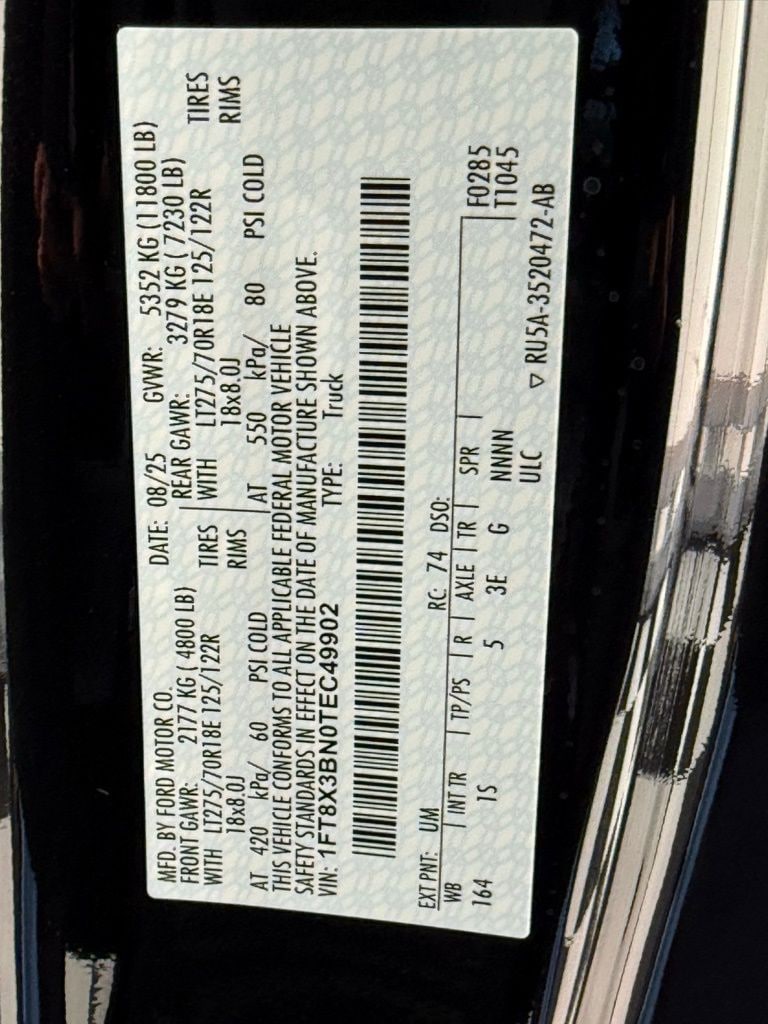 MFD. BY FORD MOTOR CO.
DATE: 08/25 GVWR: 5352 KG (11800 LB)
FRONT GAWR: 2177 KG ( 4800 LB) REAR GAWR: 3279 KG ( 7230 LB)
WITH LT275/70R18E 125/122R TIRES WITH LT275/70R18E 125/122R TIRES
18x8.0J RIMS 18x8.0J RIMS
AT 420 kPa/ 60 PSI COLD AT 550 kPa/ 80 PSI COLD
THIS VEHICLE CONFORMS TO ALL APPLICABLE FEDERAL MOTOR VEHICLE
SAFETY STANDARDS IN EFFECT ON THE DATE OF MANUFACTURE SHOWN ABOVE.
VIN: 1FT8X3BN0TEC49902 TYPE: Truck
EXT PNT: UM RC: 74 DSO:
WB INT TR TP/PS R AXLE TR SPR F0285
164 1S 5 3E G NNNN T1045
ULC
▽ RU5A-3520472-AB